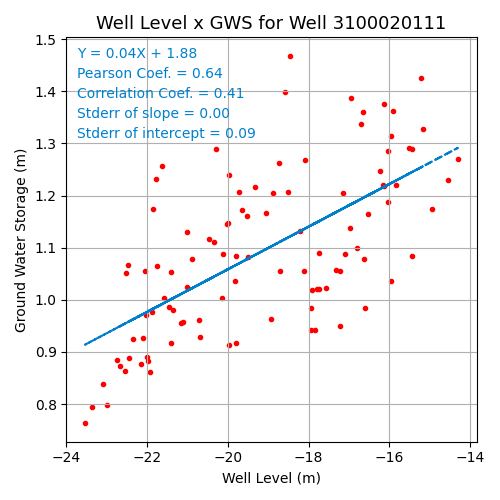 Well Level x GWS for Well 3100020111
Y = 0.04X + 1.88
Pearson Coef. = 0.64
Correlation Coef. = 0.41
Stderr of slope = 0.00
Stderr of intercept = 0.09
Ground Water Storage (m)
1.5
1.4
1.3
1.2
1.1
1.0
0.9
0.8
−24 −22 −20 −18 −16 −14
Well Level (m)